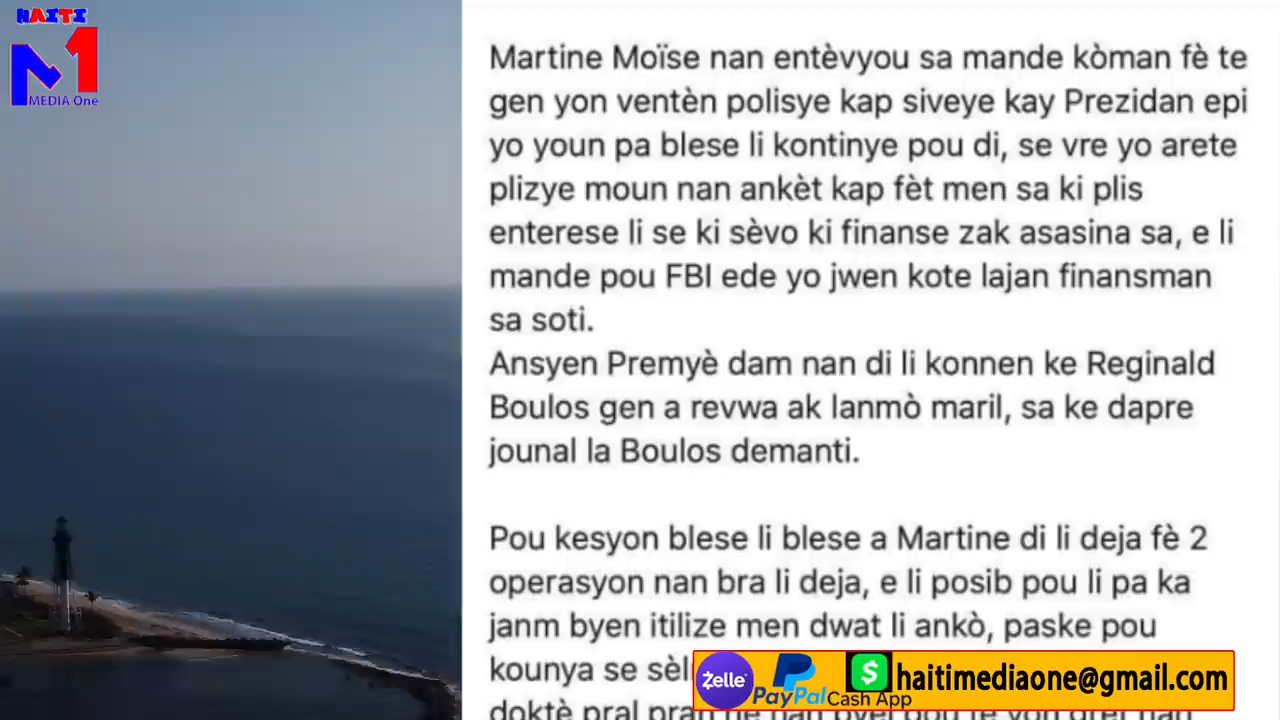 HAITI
M1
MEDIA One
Martine Moïse nan entèvyou sa mande kòman fè te
gen yon ventèn polisye kap siveye kay Prezidan epi
yo youn pa blese li kontinye pou di, se vre yo arete
plizye moun nan ankèt kap fèt men sa ki plis
enterese li se ki sèvo ki finanse zak asasina sa, e li
mande pou FBI ede yo jwen kote lajan finansman
sa soti.
Ansyen Premyè dam nan di li konnen ke Reginald
Boulos gen a revwa ak lanmò maril, sa ke dapre
jounal la Boulos demanti.
Pou kesyon blese li blese a Martine di li deja fè 2
operasyon nan bra li deja, e li posib pou li pa ka
janm byen itilize men dwat li ankò, paske pou
kounya se
doktè pral
Zelle
PayPal
$
Cash App
haitimediaone@gmail.com